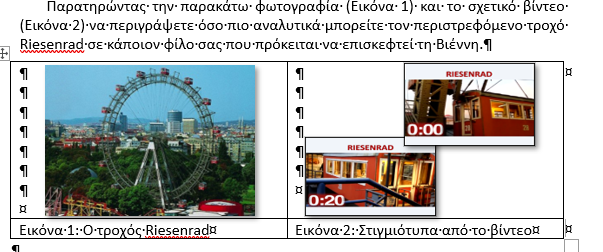 Παρατηρώντας την παρακάτω φωτογραφία (Εικόνα 1) και το σχετικό βίντεο
(Εικόνα 2) να περιγράψετε όσο πιο αναλυτικά μπορείτε τον περιστρεφόμενο τροχό
Riesenrad σε κάποιον φίλο σας που πρόκειται να επισκεφτεί τη Βιέννη.¶
RIESENRAD
0:00
RIESENRAD
0:20
Εικόνα 1: Ο τροχός Riesenrad
Εικόνα 2: Στιγμιότυπα από το βίντεο